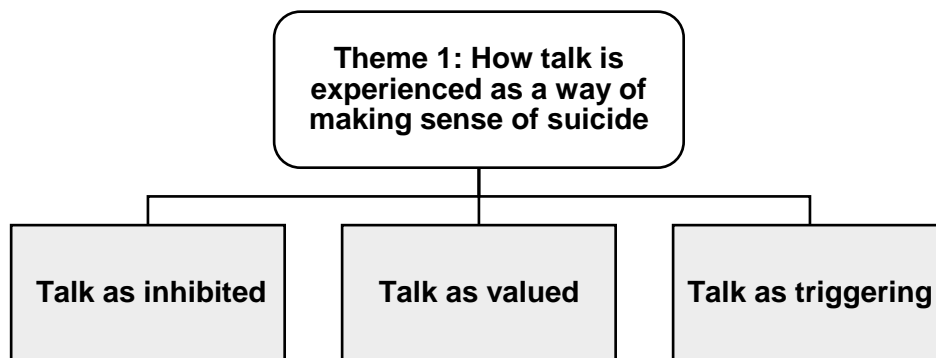 Theme 1: How talk is
experienced as a way of
making sense of suicide
Talk as inhibited
Talk as valued
Talk as triggering